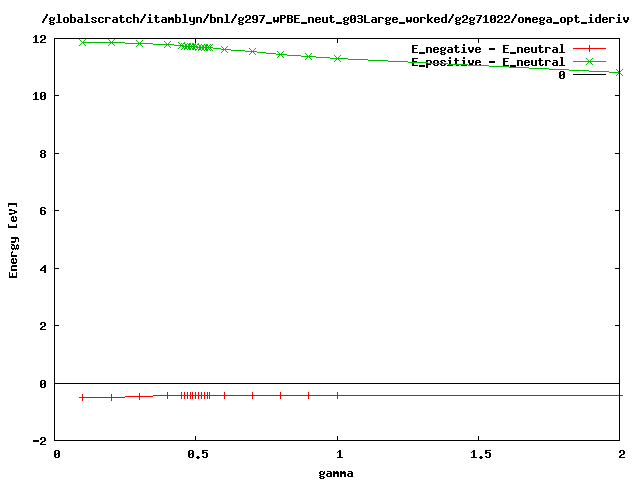 /globalscratch/itamblyn/bnl/g297_wPBE_neut_g03Large_worked/g2g71022/omega_opt_ideriv
E_negative - E_neutral
E_positive - E_neutral
0
12
10
8
6
4
2
0
-2
Energy [eV]
0 0.5 1 1.5 2
gamma